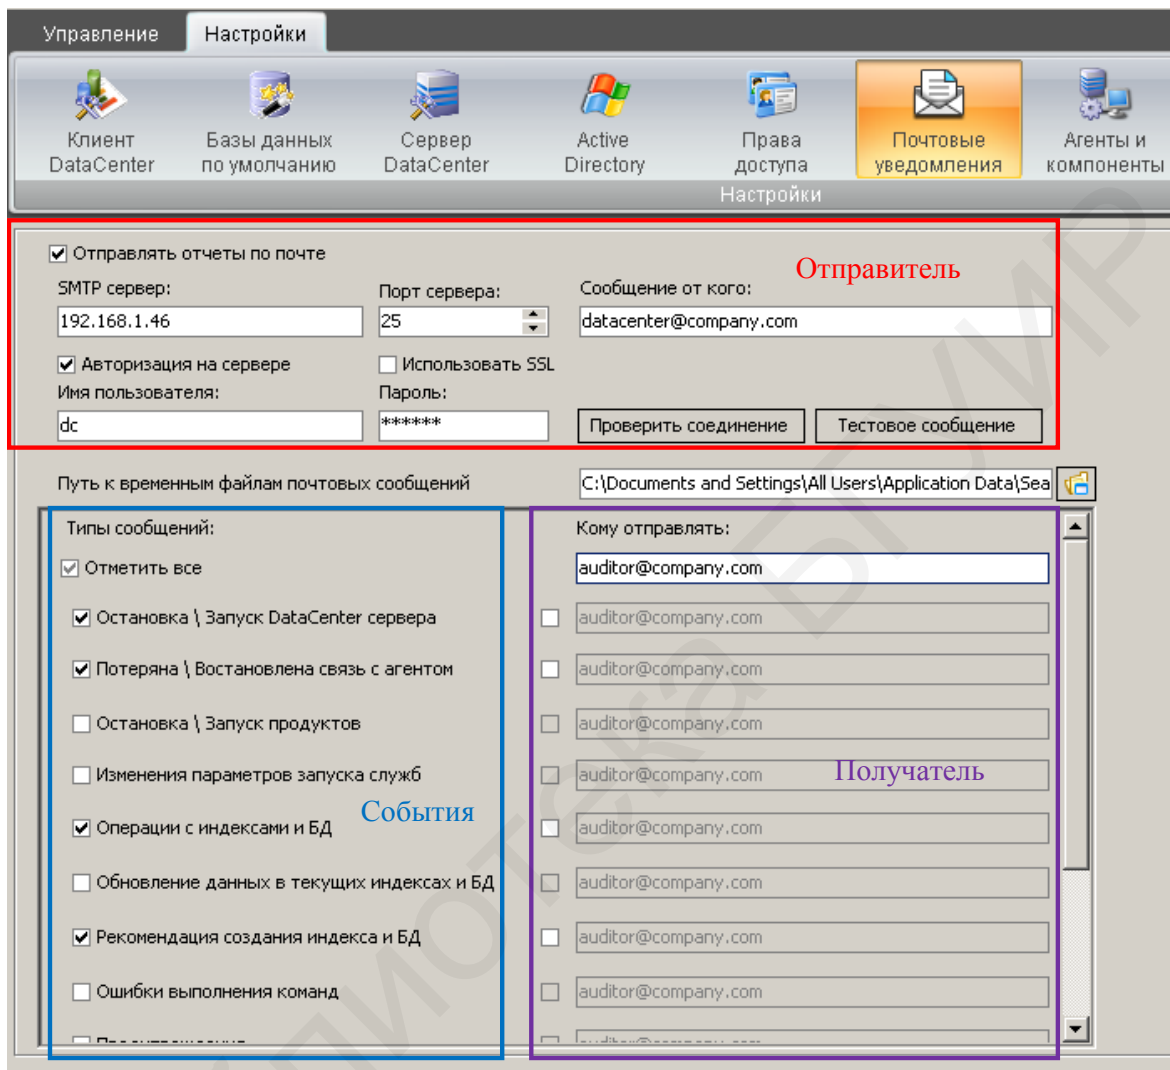 Управление Настройки
Клиент DataCenter
Базы данных по умолчанию
Сервер DataCenter
Active Directory
Права доступа
Почтовые уведомления
Агенты и компоненты
Настройки
Отправлять отчеты по почте
Отправитель
SMTP сервер: Порт сервера: Сообщение от кого:
192.168.1.46 25 datacenter@company.com
Авторизация на сервере Использовать SSL
Имя пользователя: Пароль:
dc ****** Проверить соединение Тестовое сообщение
Путь к временным файлам почтовых сообщений C:\Documents and Settings\All Users\Application Data\Sea
Типы сообщений: Кому отправлять:
Отметить все auditor@company.com
Остановка \ Запуск DataCenter сервера auditor@company.com
Потеряна \ Востановлена связь с агентом auditor@company.com
Остановка \ Запуск продуктов auditor@company.com
Изменения параметров запуска служб auditor@company.com
Получатель
События
Операции с индексами и БД auditor@company.com
Обновление данных в текущих индексах и БД auditor@company.com
Рекомендация создания индекса и БД auditor@company.com
Ошибки выполнения команд auditor@company.com
БГУИР